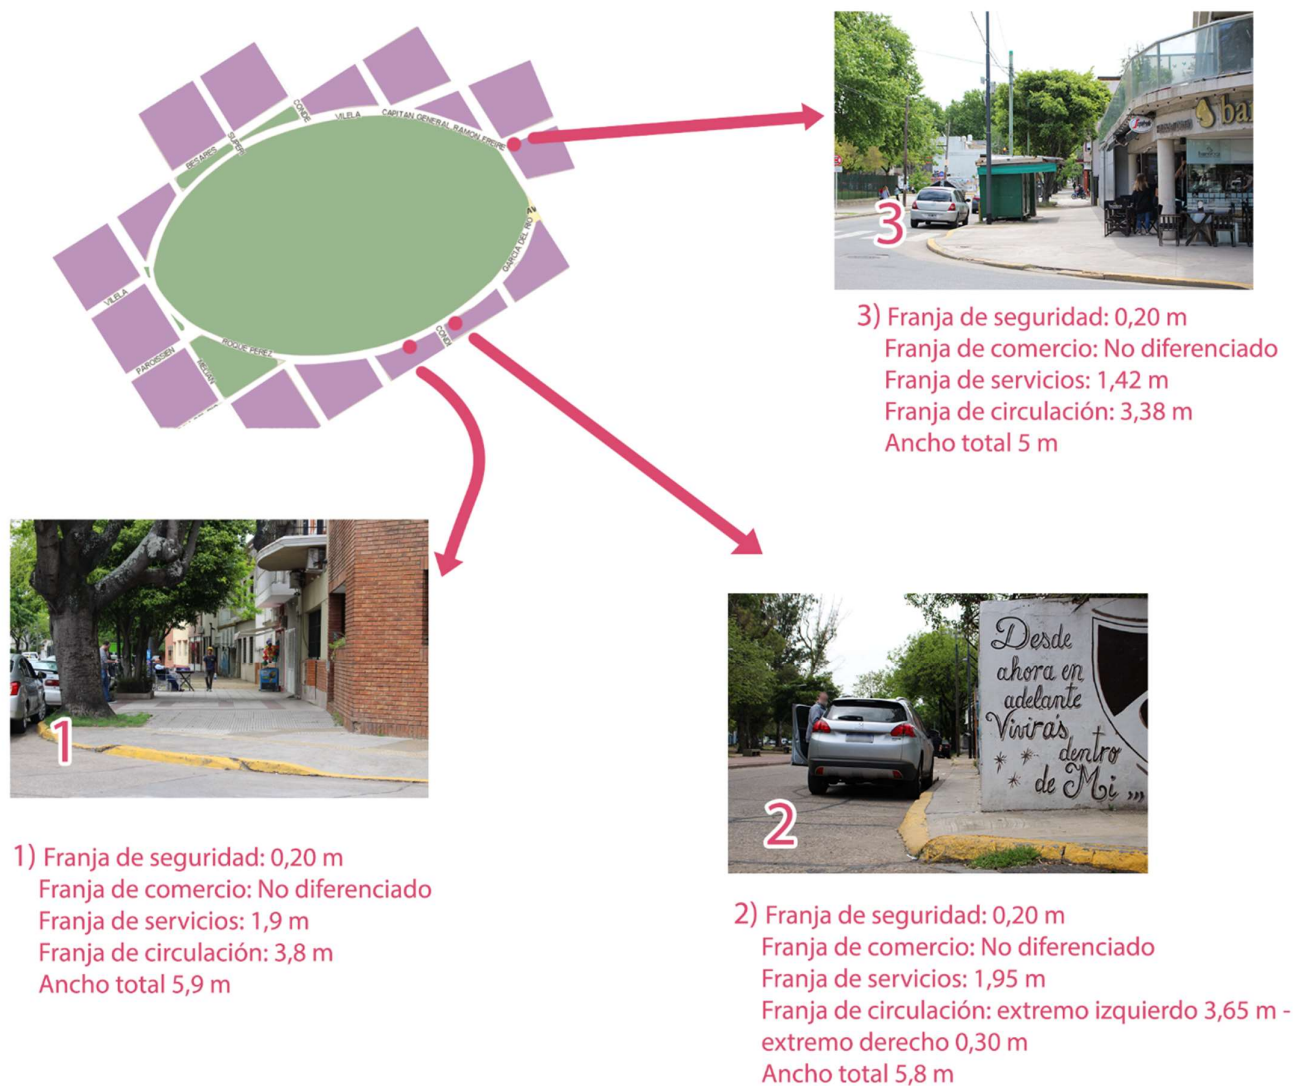 CONDE
VILELA
CAPITAN GENERAL RAMON FREIRE
SUPERI
BESARES
GARCIA DEL RIO
VILELA
CONDE
ROQUE PEREZ
PAROISSIEN
MELIAN
3
ba
3) Franja de seguridad: 0,20 m
Franja de comercio: No diferenciado
Franja de servicios: 1,42 m
Franja de circulación: 3,38 m
Ancho total 5 m
1
1) Franja de seguridad: 0,20 m
Franja de comercio: No diferenciado
Franja de servicios: 1,9 m
Franja de circulación: 3,8 m
Ancho total 5,9 m
Desde
ahora en
adelante
Vivirás
dentro
de Mi ,,,
2
2) Franja de seguridad: 0,20 m
Franja de comercio: No diferenciado
Franja de servicios: 1,95 m
Franja de circulación: extremo izquierdo 3,65 m -
extremo derecho 0,30 m
Ancho total 5,8 m